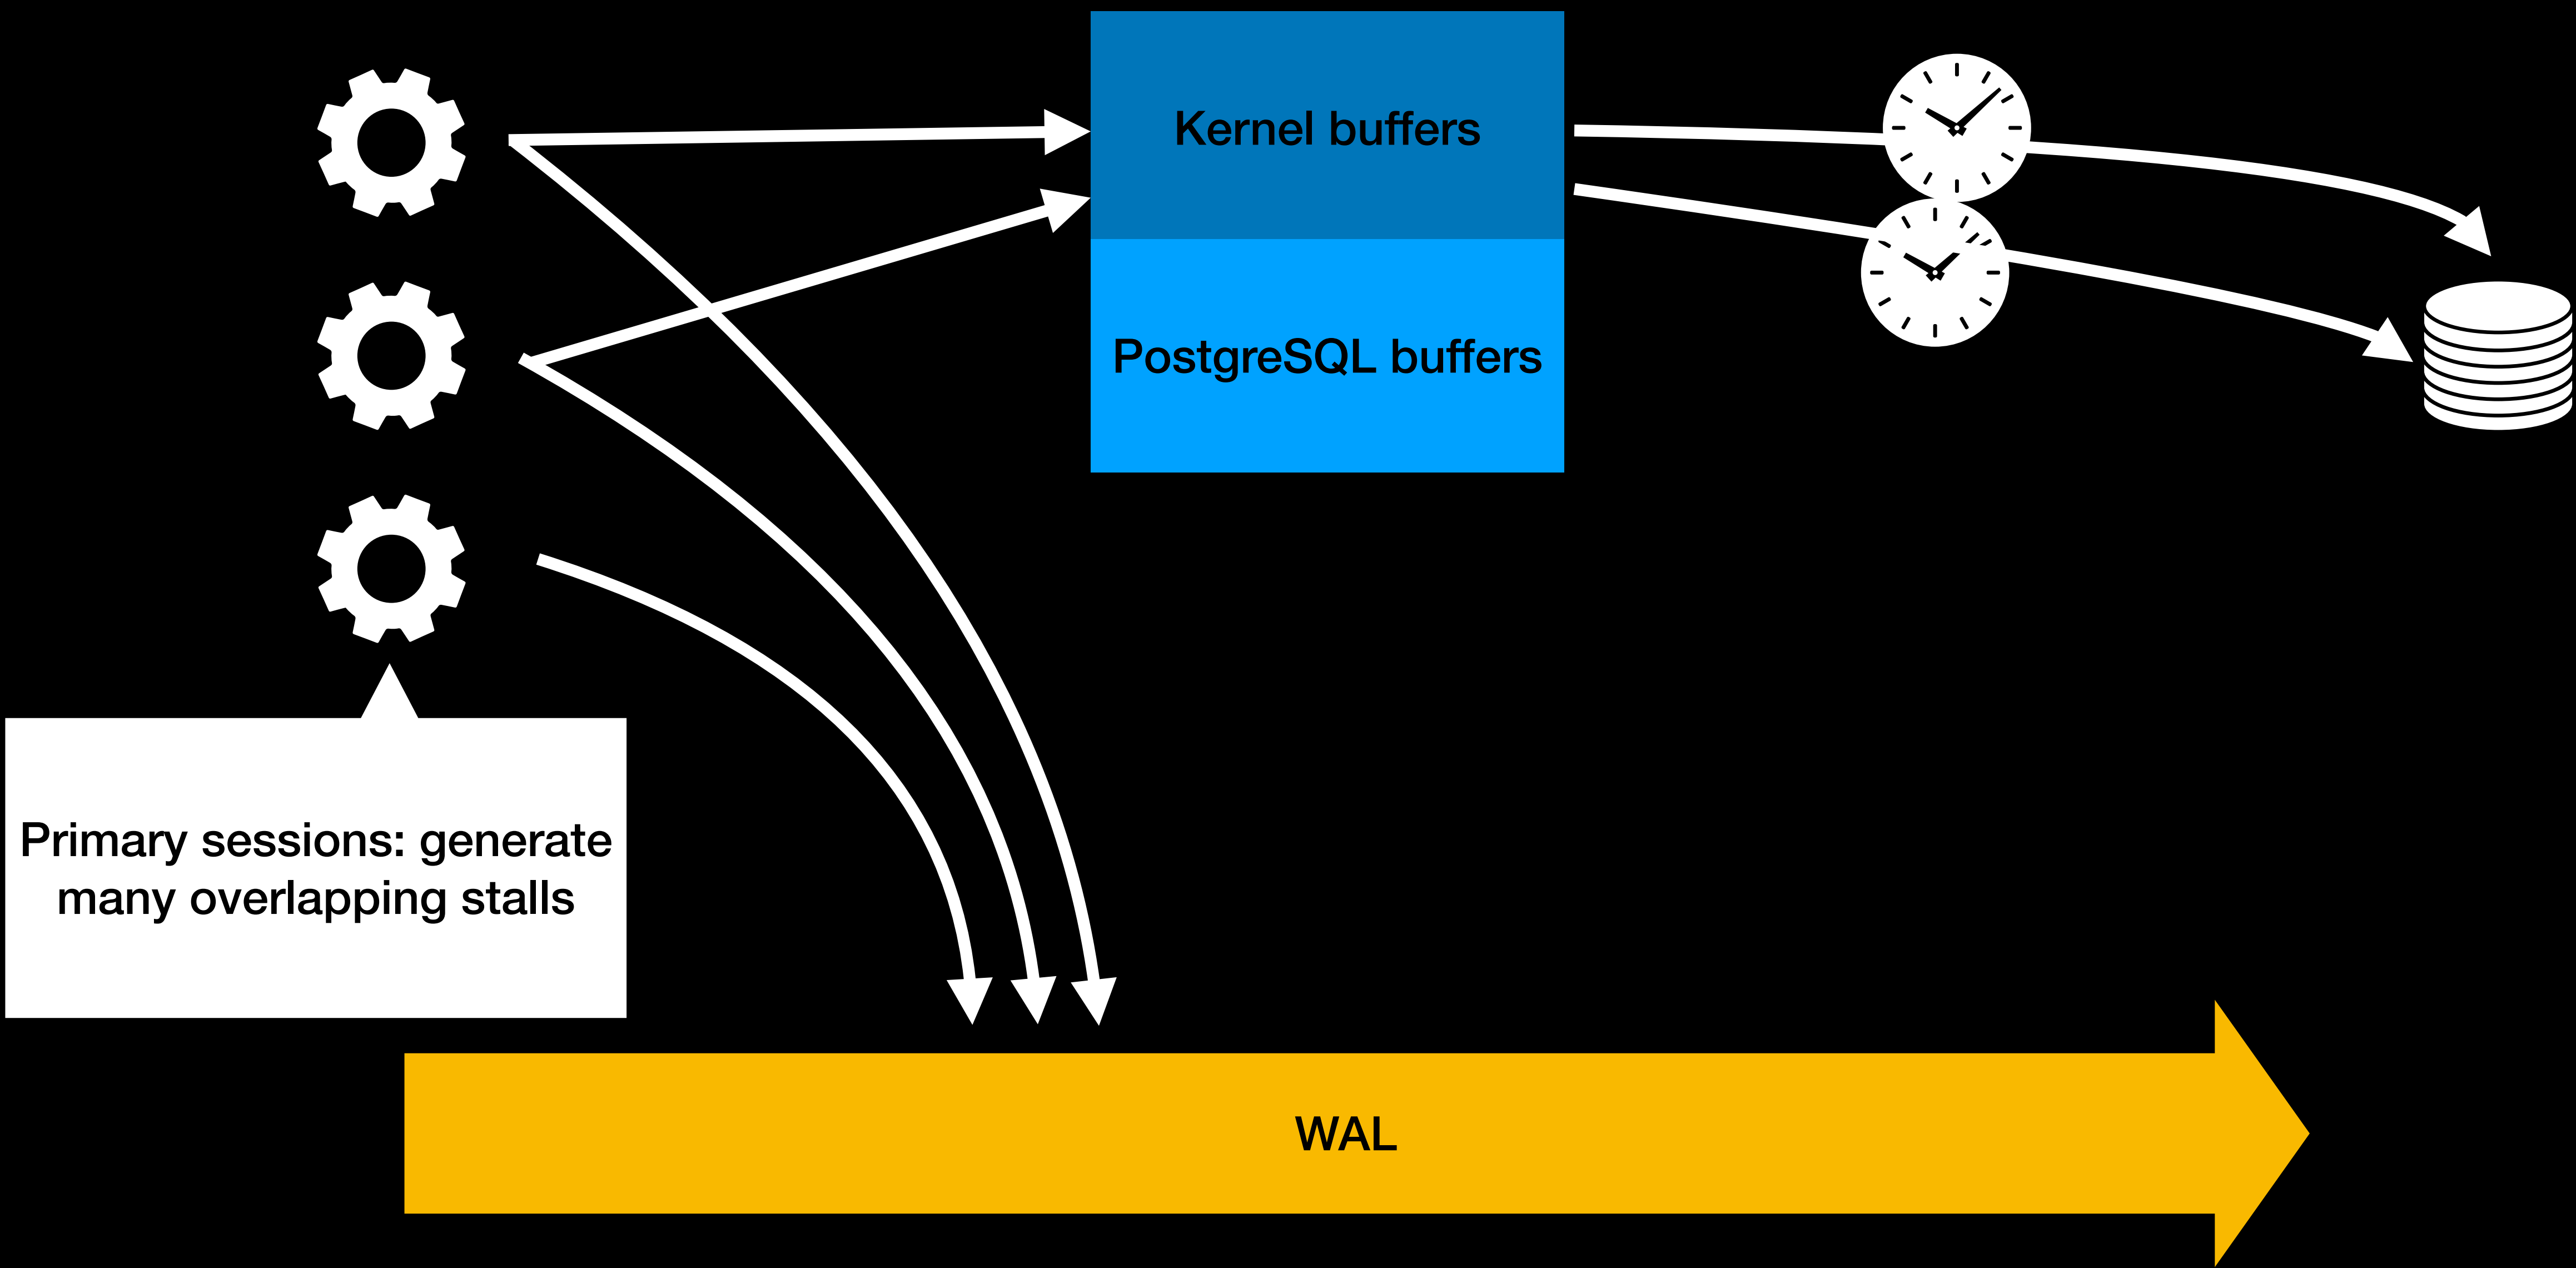 Kernel buffers
PostgreSQL buffers
Primary sessions: generate
many overlapping stalls
WAL